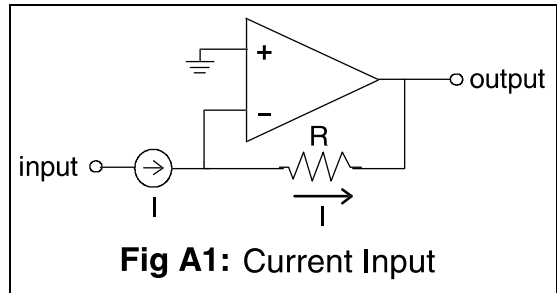 +
−
output
R
input
I
I
Fig A1: Current Input